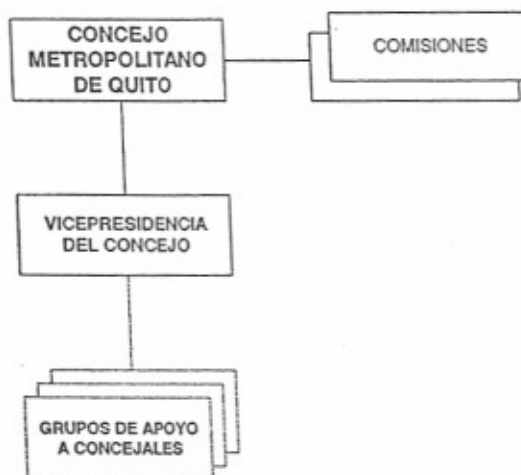 CONCEJO
METROPOLITANO
DE QUITO
COMISIONES
VICEPRESIDENCIA
DEL CONCEJO
GRUPOS DE APOYO
A CONCEJALES